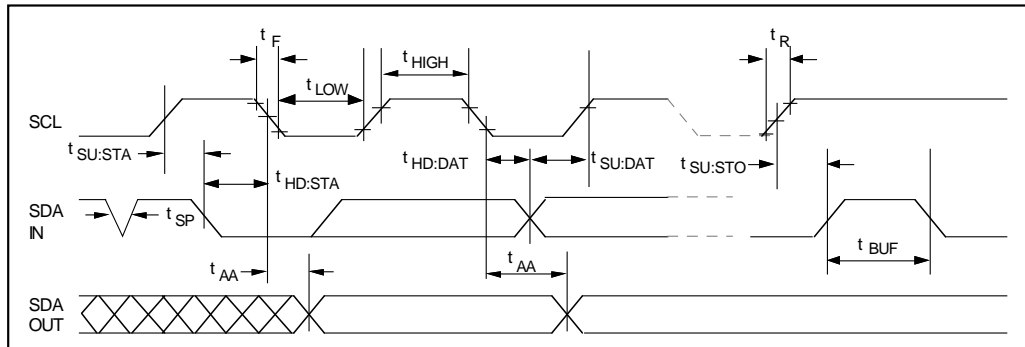 t F
t R
t HIGH
t LOW
SCL
t SU:STA
t HD:DAT
t SU:DAT
t SU:STO
t HD:STA
SDA
IN
t SP
t BUF
t AA
t AA
SDA
OUT